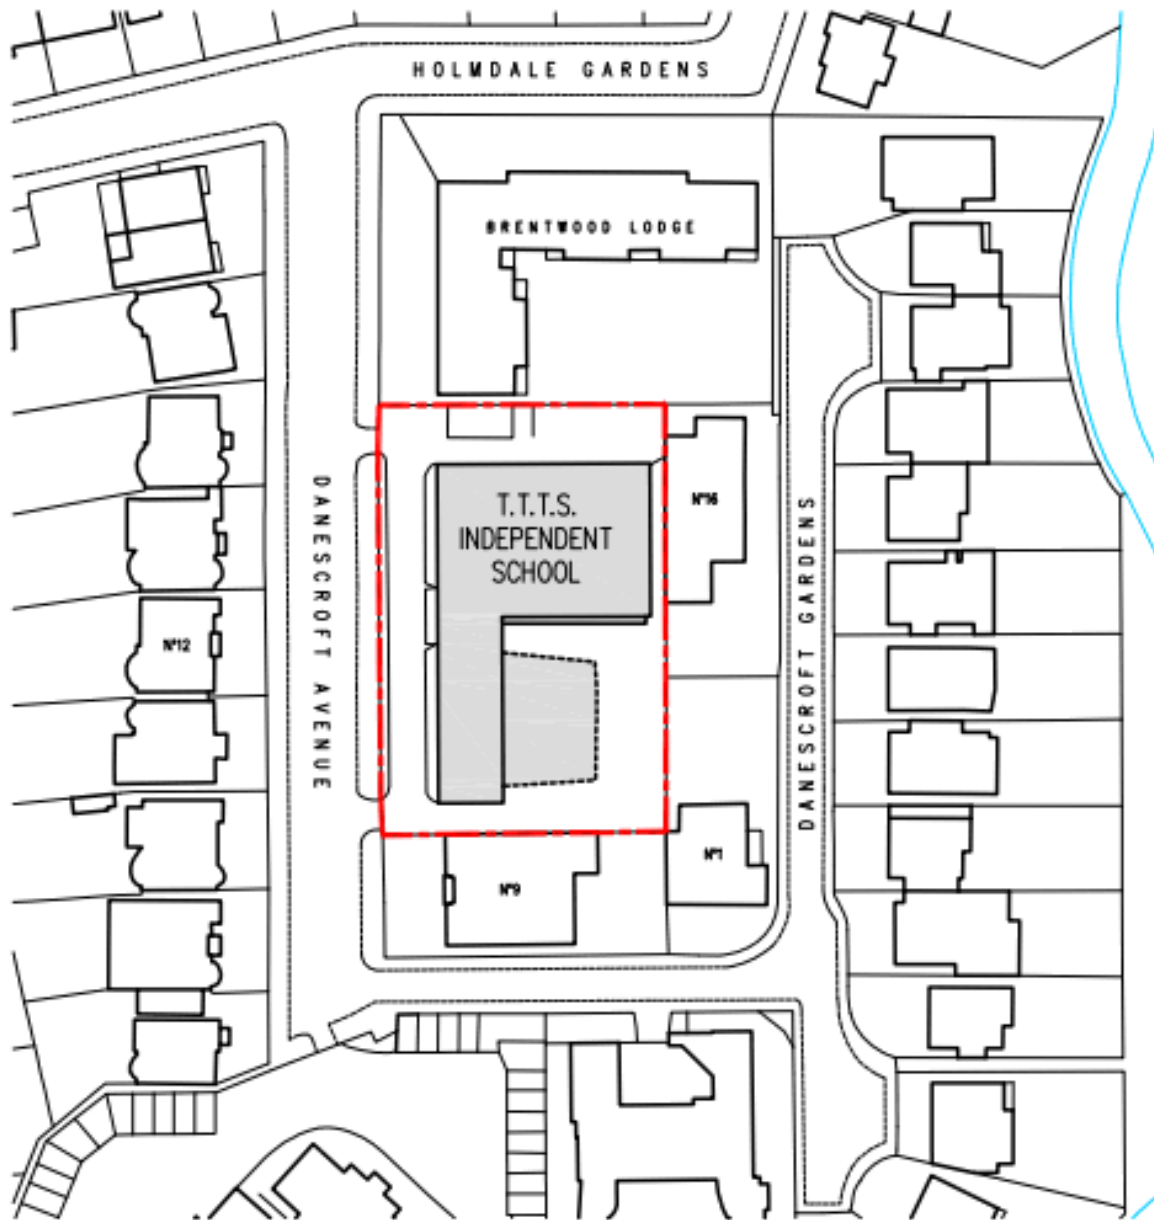 HOLMDALE GARDENS
BRENTWOOD LODGE
DANESCROFT AVENUE
T.T.T.S.
INDEPENDENT
SCHOOL
Nº16
DANESCROFT GARDENS
Nº12
Nº1
Nº9